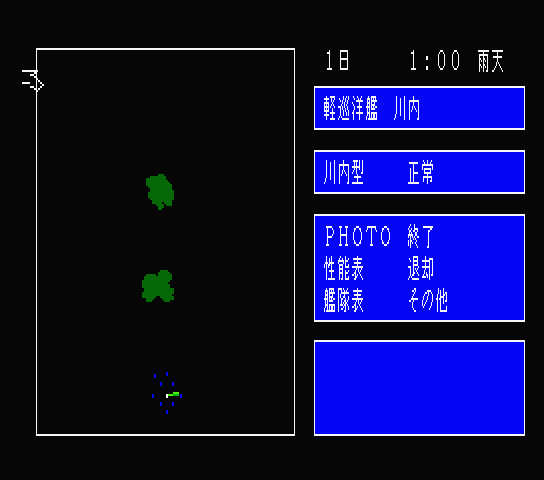 1日 1:00 雨天
軽巡洋艦 川内
川内型 正常
PHOTO 終了
性能表 退却
艦隊表 その他